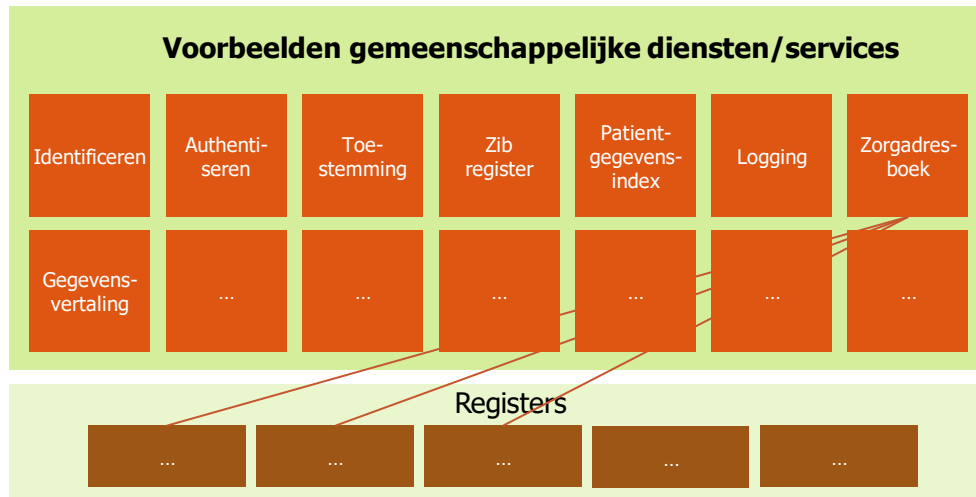 Voorbeelden gemeenschappelijke diensten/services
Identificeren
Authenti-
seren
Toe-
stemming
Zib
register
Patient-
gegevens-
index
Logging
Zorgadres-
boek
Gegevens-
vertaling
...
...
...
...
...
...
Registers
...
...
...
...
...